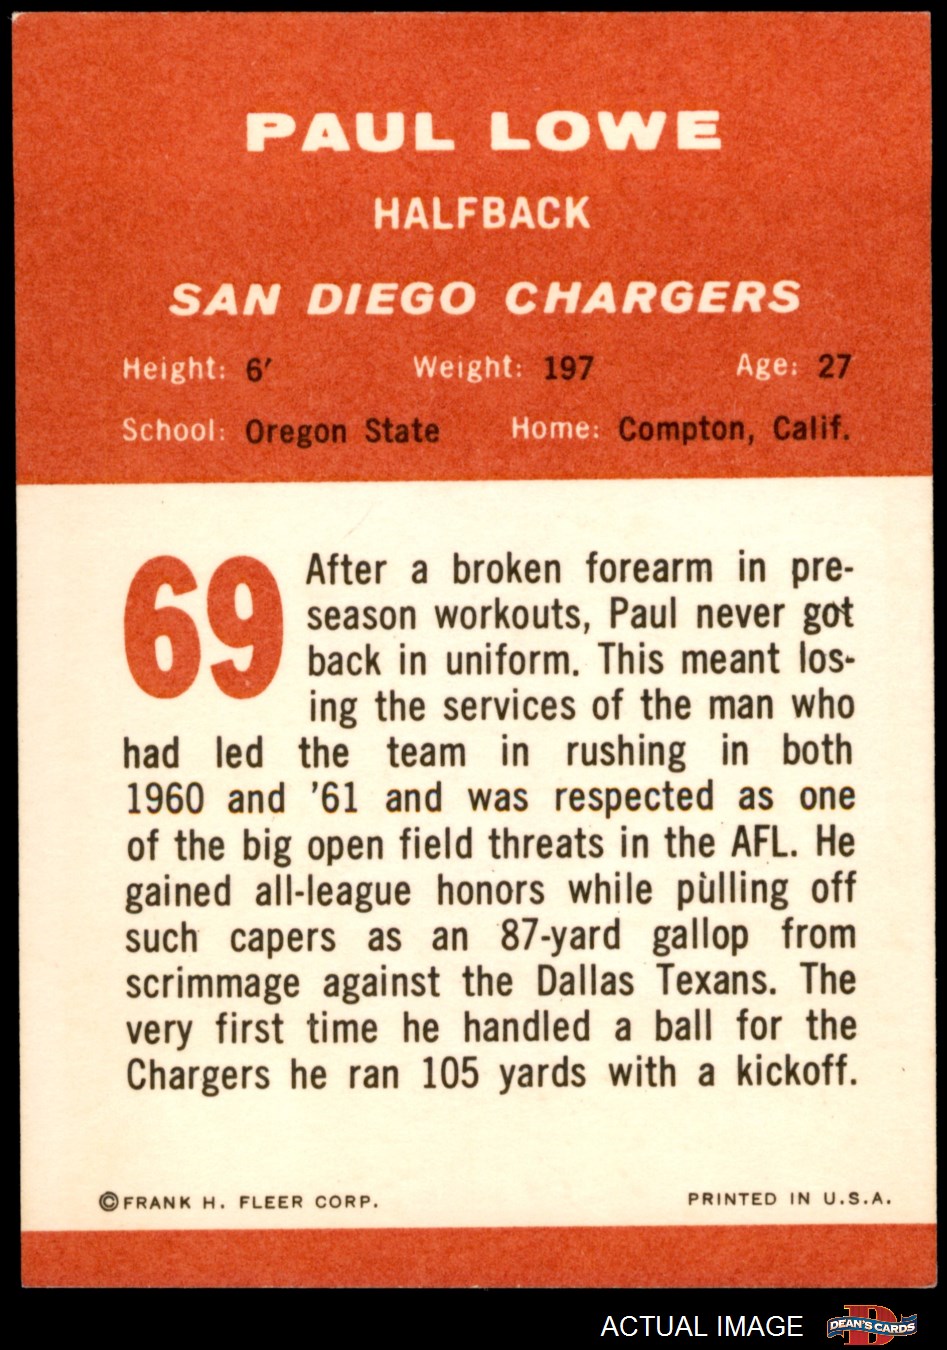 PAUL LOWE
HALFBACK
SAN DIEGO CHARGERS
Height: 6′ Weight: 197 Age: 27
School: Oregon State Home: Compton, Calif.
69
After a broken forearm in pre-
season workouts, Paul never got
back in uniform. This meant los-
ing the services of the man who
had led the team in rushing in both
1960 and ’61 and was respected as one
of the big open field threats in the AFL. He
gained all-league honors while pulling off
such capers as an 87-yard gallop from
scrimmage against the Dallas Texans. The
very first time he handled a ball for the
Chargers he ran 105 yards with a kickoff.
©FRANK H. FLEER CORP. PRINTED IN U.S.A.
ACTUAL IMAGE
D
DEAN'S CARDS